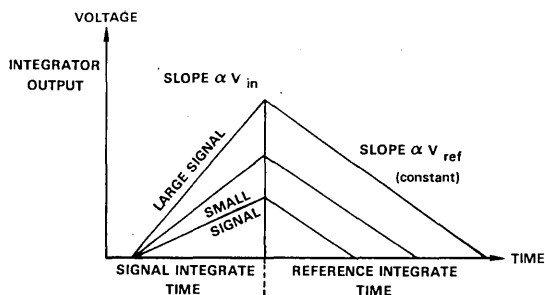 VOLTAGE
INTEGRATOR
OUTPUT
SLOPE α V in
LARGE SIGNAL
SLOPE α V ref
(constant)
SMALL
SIGNAL
TIME
SIGNAL INTEGRATE
TIME
REFERENCE INTEGRATE
TIME